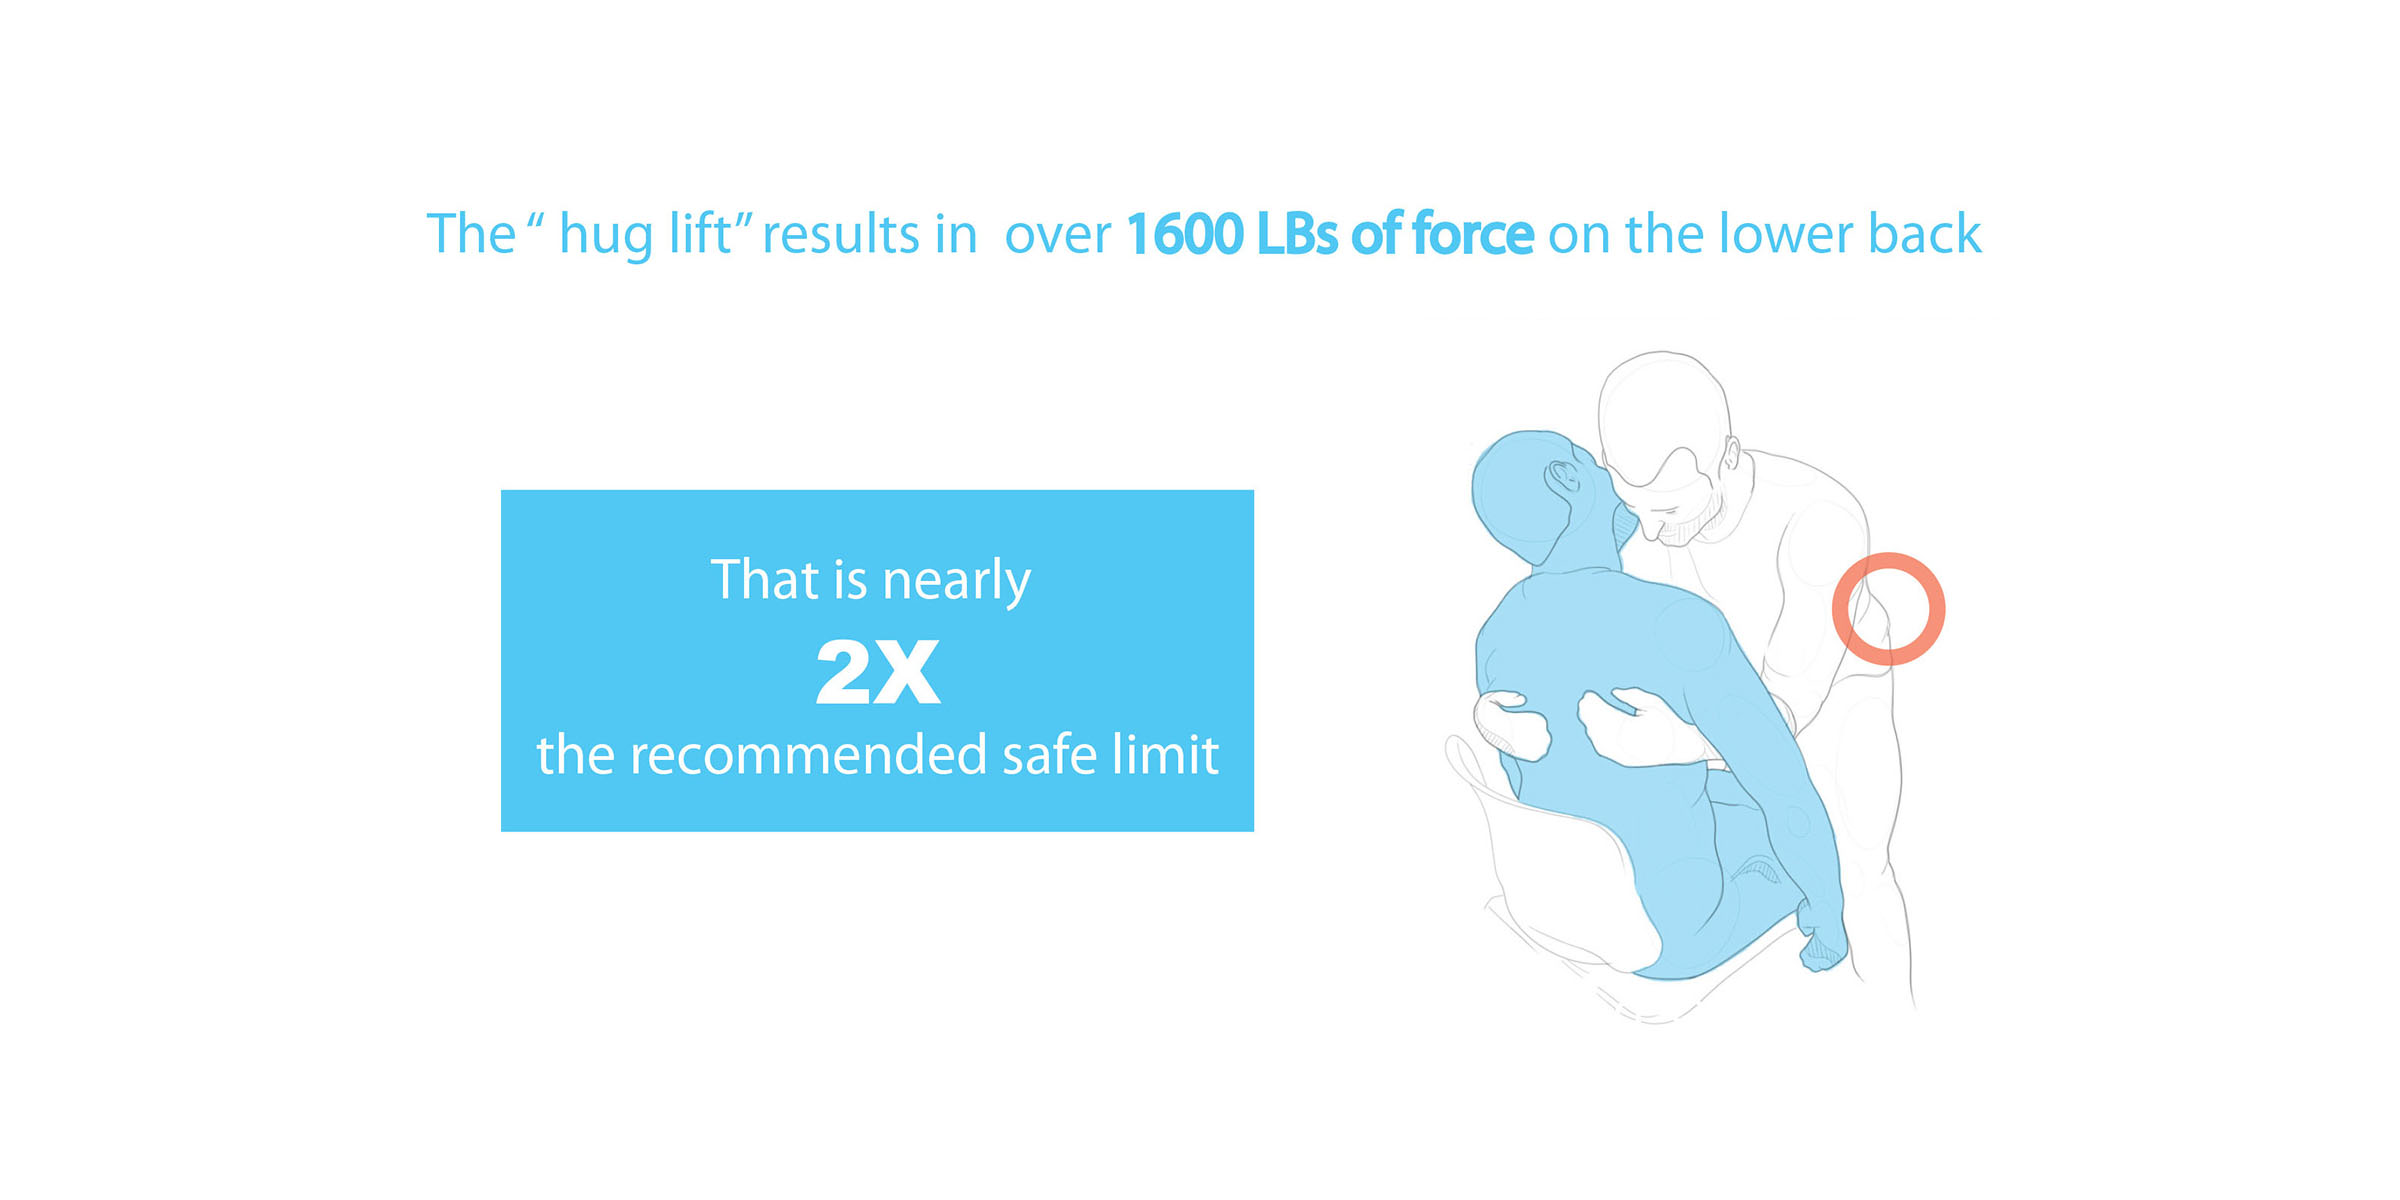 The “ hug lift” results in  over 1600 LBs of force on the lower back
That is nearly
2X
the recommended safe limit